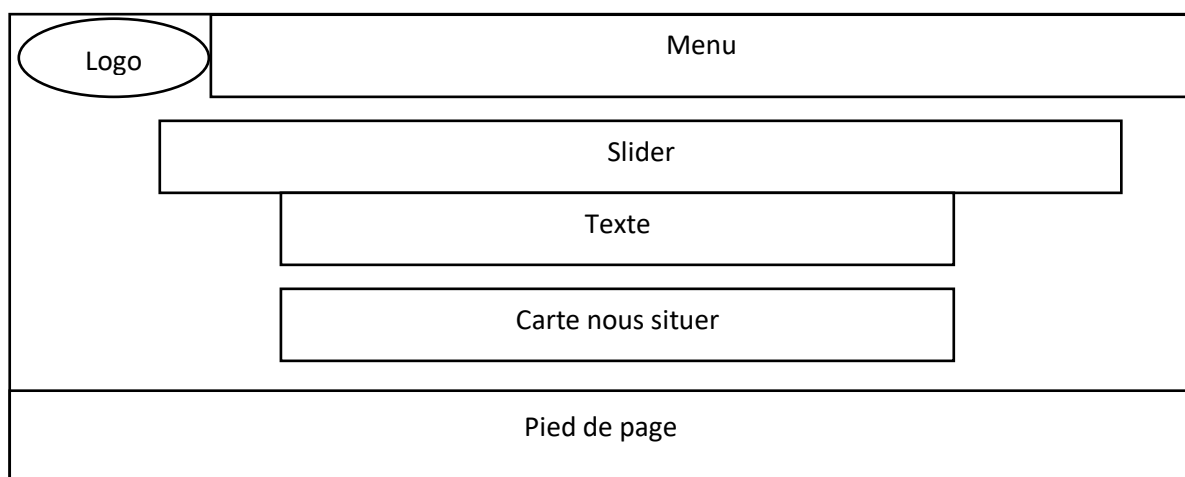 Logo
Menu
Slider
Texte
Carte nous situer
Pied de page